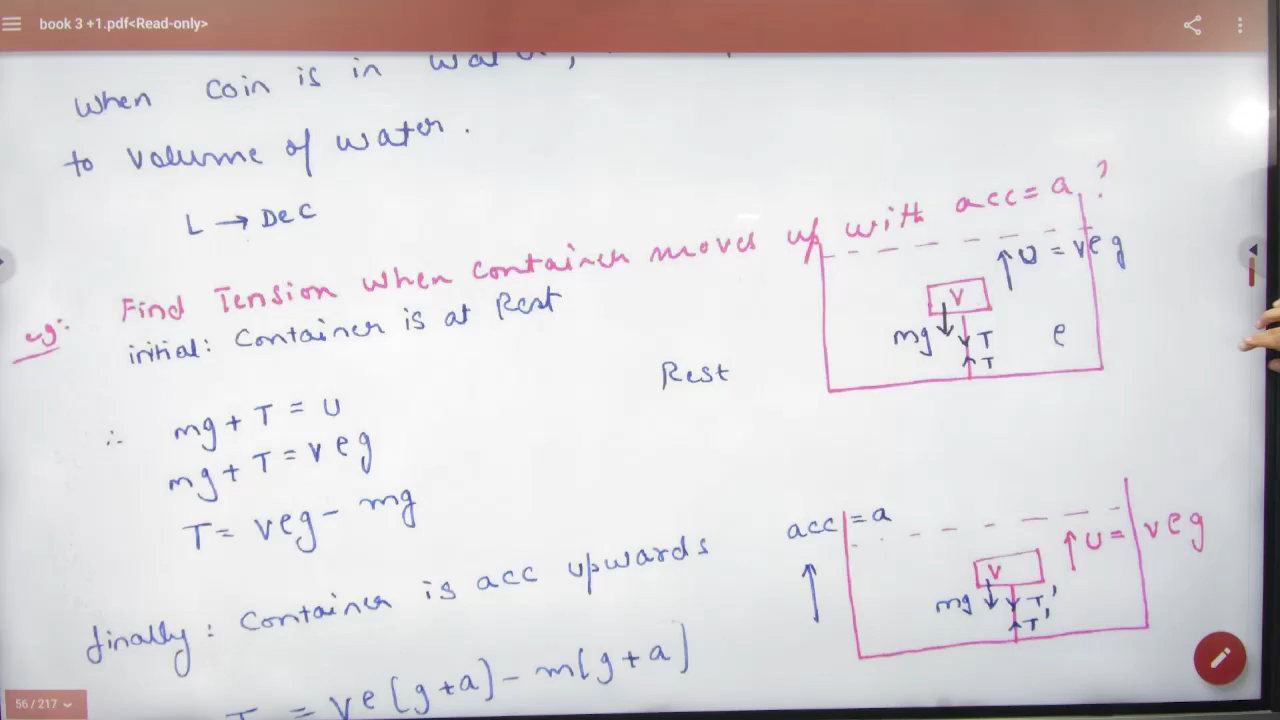 book 3 +1.pdf<Read-only>
when coin is in water,
to volume of water.
L → Dec
eg: Find Tension when container moves up with acc = a ?
initial: Container is at Rest
∴ mg + T = U
mg + T = veg
T = veg - mg
Rest
U = veg
V
mg
T
T
e
finally: Container is acc upwards
T = ve[g+a] - m[g+a]
acc = a
U = veg
V
mg
T'
T'
56 / 217